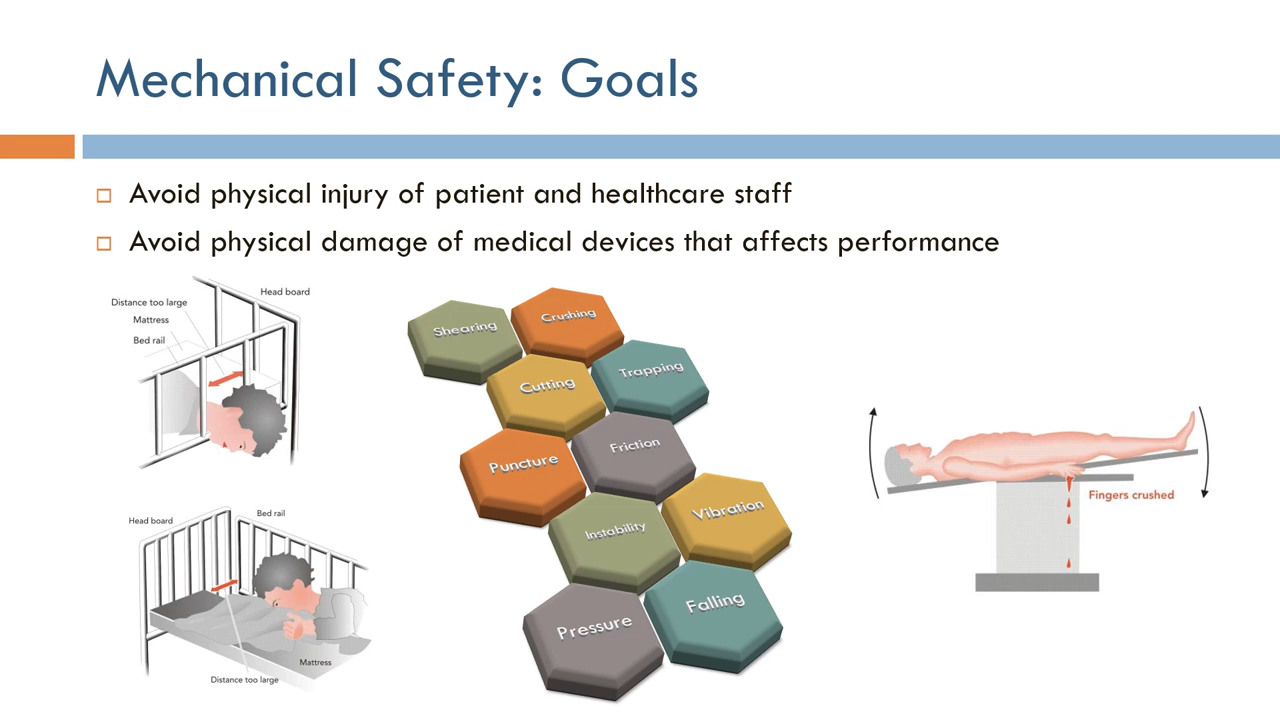 Mechanical Safety: Goals
Avoid physical injury of patient and healthcare staff
Avoid physical damage of medical devices that affects performance
Head board
Distance too large
Mattress
Bed rail
Head board
Bed rail
Mattress
Distance too large
Shearing
Crushing
Cutting
Trapping
Puncture
Friction
Instability
Vibration
Pressure
Falling
Fingers crushed